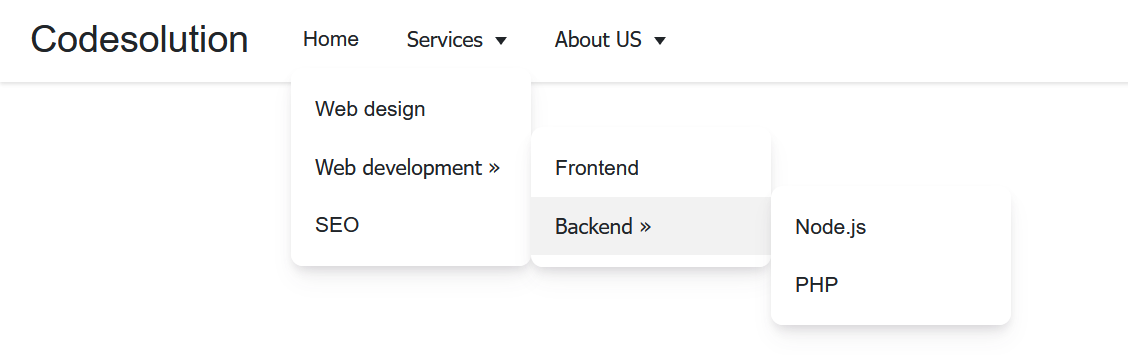 Codesolution
Home
Services
About US
Web design
Web development »
SEO
Frontend
Backend »
Node.js
PHP